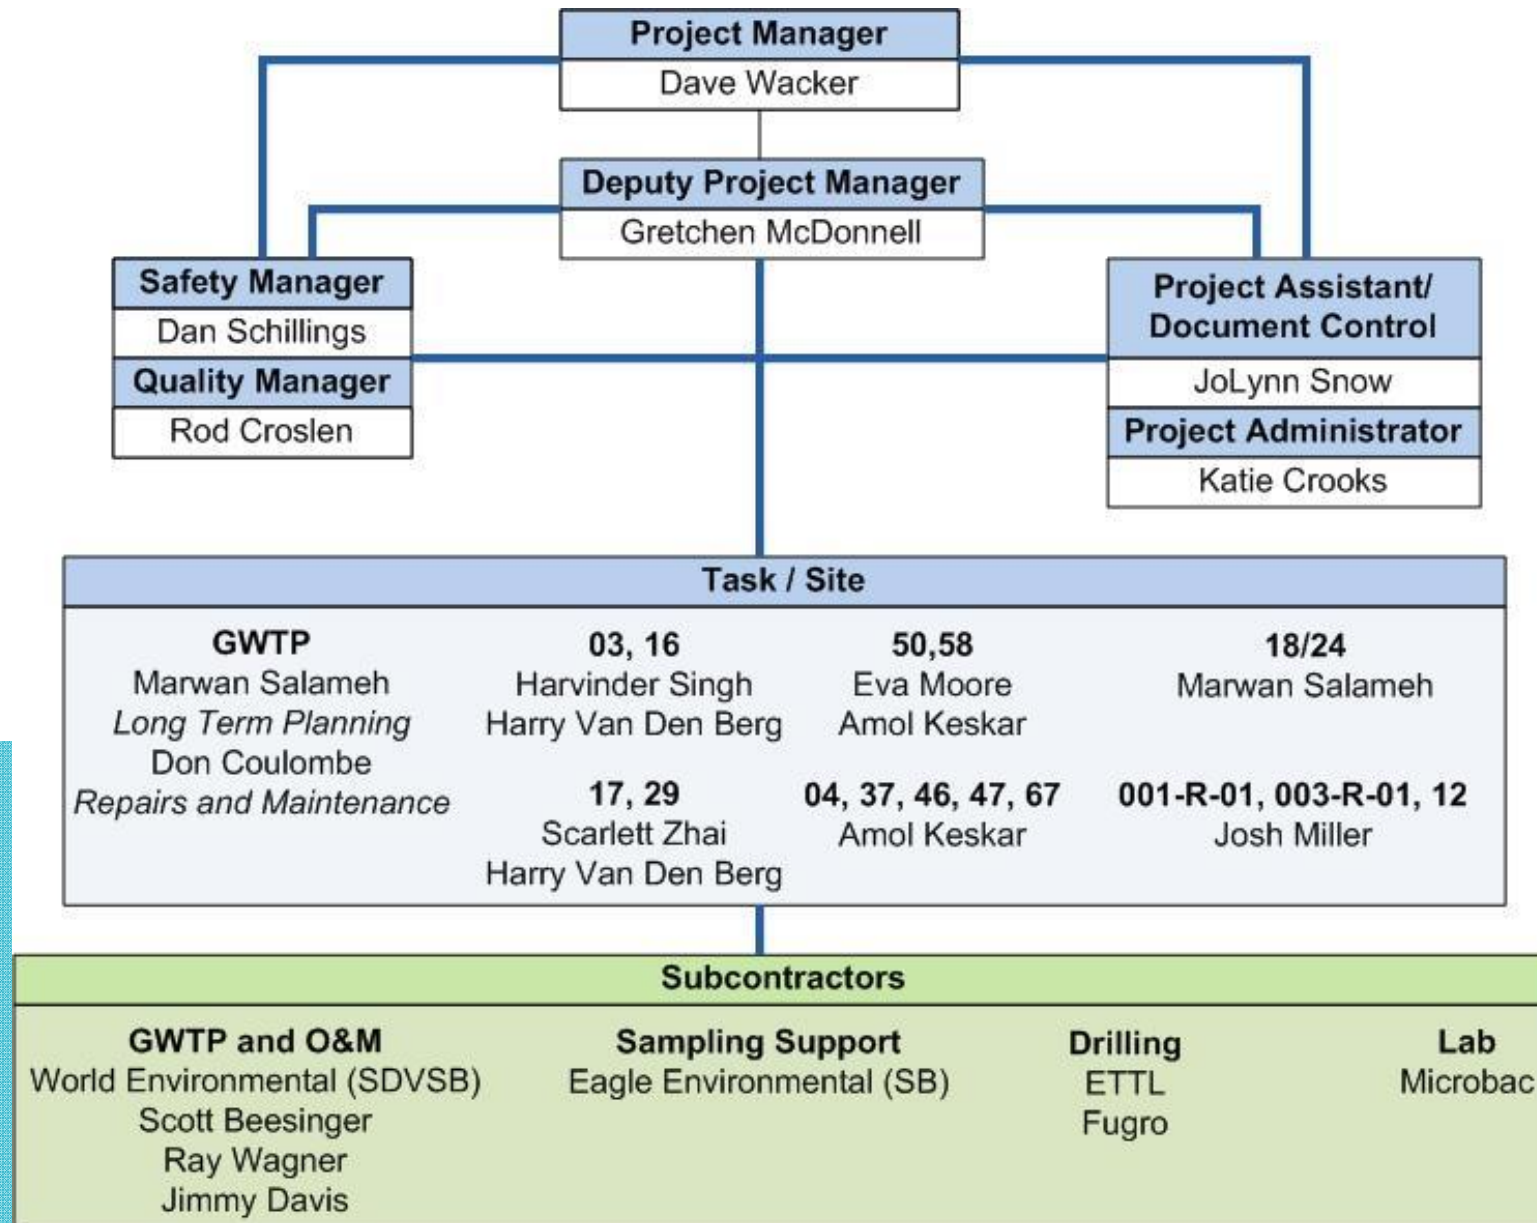 Project Manager
Dave Wacker
Deputy Project Manager
Gretchen McDonnell
Safety Manager
Dan Schillings
Quality Manager
Rod Croslen
Project Assistant/
Document Control
JoLynn Snow
Project Administrator
Katie Crooks
Task / Site
GWTP
Marwan Salameh
Long Term Planning
Don Coulombe
Repairs and Maintenance
03, 16
Harvinder Singh
Harry Van Den Berg
17, 29
Scarlett Zhai
Harry Van Den Berg
50,58
Eva Moore
Amol Keskar
04, 37, 46, 47, 67
Amol Keskar
18/24
Marwan Salameh
001-R-01, 003-R-01, 12
Josh Miller
Subcontractors
GWTP and O&M
World Environmental (SDVSB)
Scott Beesinger
Ray Wagner
Jimmy Davis
Sampling Support
Eagle Environmental (SB)
Drilling
ETTL
Fugro
Lab
Microbac